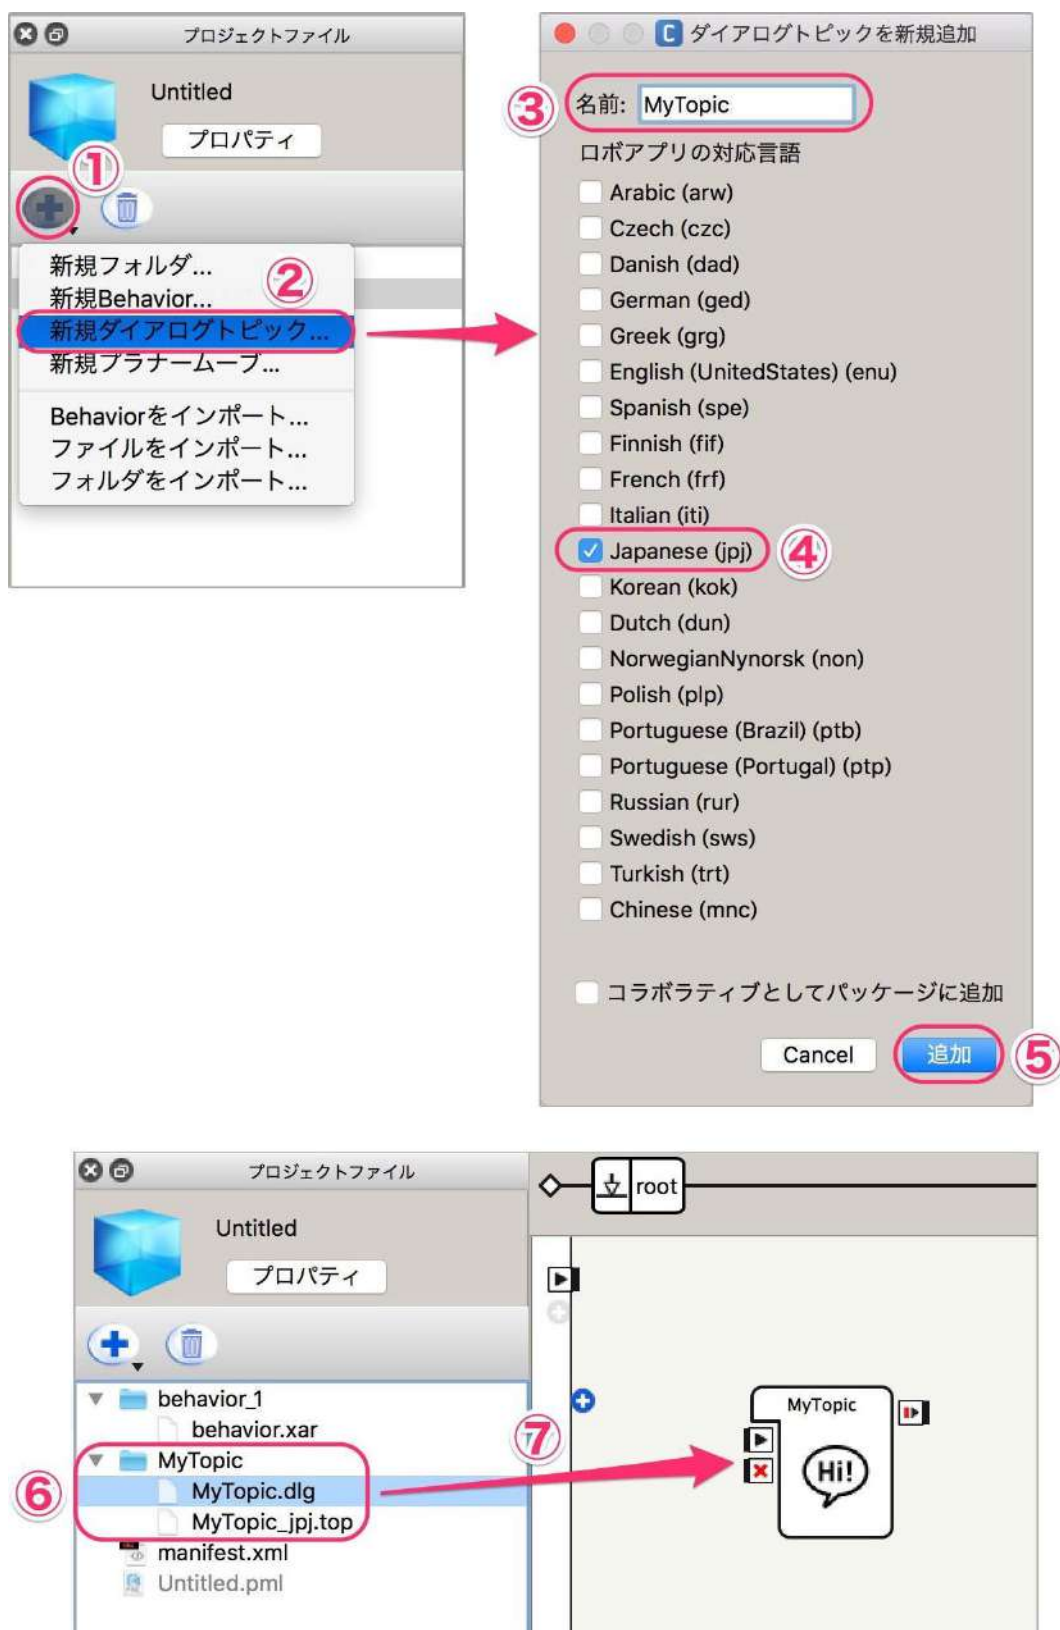 プロジェクトファイル
Untitled
プロパティ
①
新規フォルダ...
②
新規Behavior...
新規ダイアログトピック...
新規プラナームーブ...
Behaviorをインポート...
ファイルをインポート...
フォルダをインポート...
C ダイアログトピックを新規追加
③ 名前: MyTopic
ロボアプリの対応言語
Arabic (arw)
Czech (czc)
Danish (dad)
German (ged)
Greek (grg)
English (UnitedStates) (enu)
Spanish (spe)
Finnish (fif)
French (frf)
Italian (iti)
Japanese (jpj) ④
Korean (kok)
Dutch (dun)
NorwegianNynorsk (non)
Polish (plp)
Portuguese (Brazil) (ptb)
Portuguese (Portugal) (ptp)
Russian (rur)
Swedish (sws)
Turkish (trt)
Chinese (mnc)
コラボラティブとしてパッケージに追加
Cancel 追加 ⑤
プロジェクトファイル
Untitled
プロパティ
behavior_1
behavior.xar
MyTopic
⑥ MyTopic.dlg
MyTopic_jpj.top
manifest.xml
Untitled.pml
root
⑦
MyTopic
Hi!